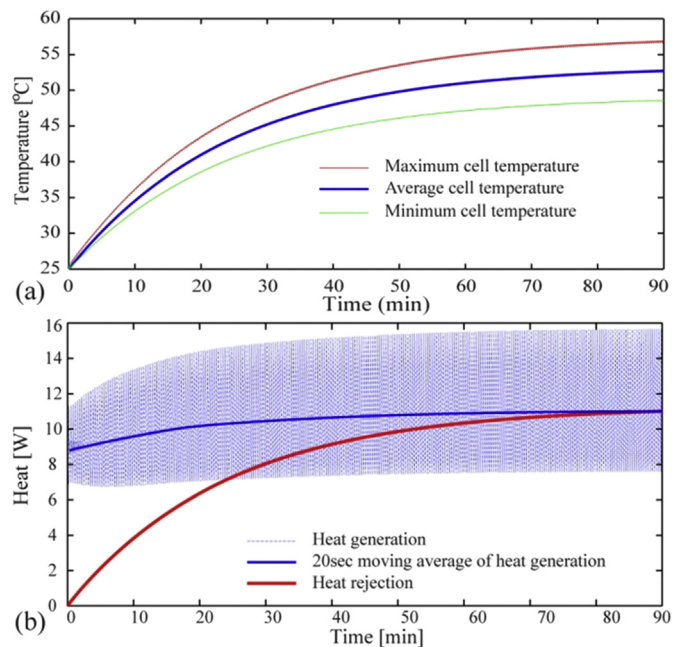 60
55
50
45
40
35
30
25
Temperature [ºC]
Maximum cell temperature
Average cell temperature
Minimum cell temperature
0 10 20 30 40 50 60 70 80 90
(a) Time (min)
16
14
12
10
8
6
4
2
0
Heat [W]
Heat generation
20sec moving average of heat generation
Heat rejection
0 10 20 30 40 50 60 70 80 90
(b) Time [min]